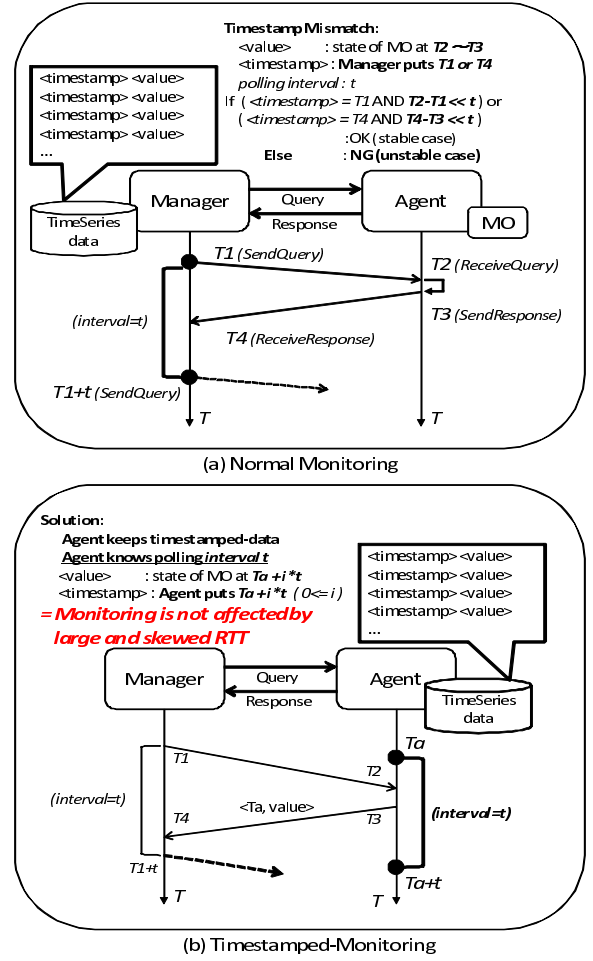 Timestamp Mismatch:
<value> : state of MO at T2 ~T3
<timestamp> : Manager puts T1 or T4
polling interval : t
If ( <timestamp> = T1 AND T2-T1<< t ) or
( <timestamp> = T4 AND T4-T3 << t )
:OK ( stable case)
Else : NG (unstable case)
<timestamp> <value>
<timestamp> <value>
<timestamp> <value>
<timestamp> <value>
...
Manager
Query
Response
Agent
MO
TimeSeries
data
T1 (SendQuery)
T2 (ReceiveQuery)
T3 (SendResponse)
(interval=t)
T4 (ReceiveResponse)
T1+t (SendQuery)
T
T
(a) Normal Monitoring
Solution:
Agent keeps timestamped-data
Agent knows polling interval t
<value> : state of MO at Ta +i*t
<timestamp> : Agent puts Ta+i*t ( 0<= i )
= Monitoring is not affected by
large and skewed RTT
<timestamp> <value>
<timestamp> <value>
<timestamp> <value>
<timestamp> <value>
...
Manager
Query
Response
Agent
TimeSeries
data
Ta
T1
T2
(interval=t)
<Ta, value>
T4
T3
(interval=t)
T1+t
Ta+t
T
T
(b) Timestamped-Monitoring